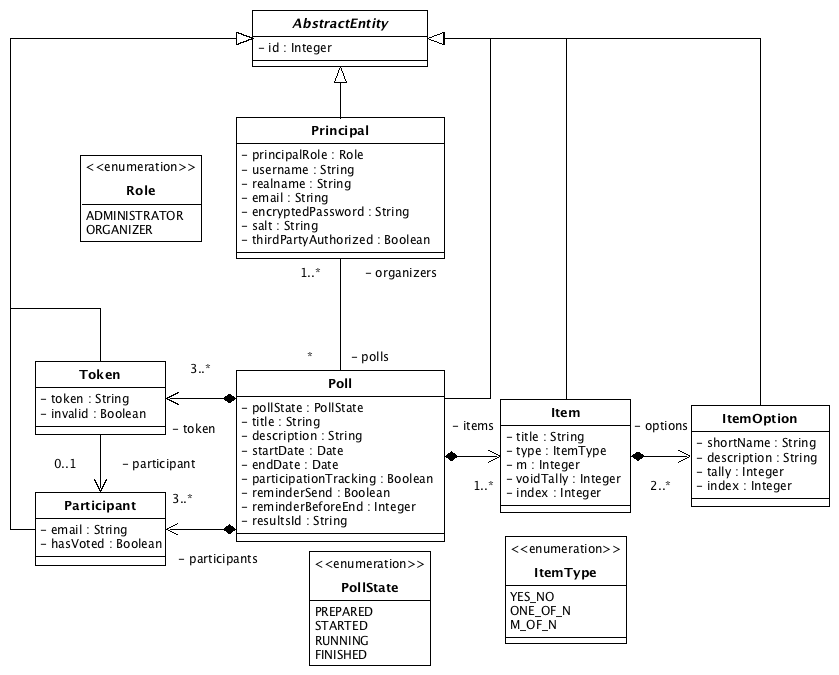 AbstractEntity
– id : Integer
Principal
– principalRole : Role
– username : String
– realname : String
– email : String
– encryptedPassword : String
– salt : String
– thirdPartyAuthorized : Boolean
<<enumeration>>
Role
ADMINISTRATOR
ORGANIZER
1..*
– organizers
*
– polls
Token
– token : String
– invalid : Boolean
3..*
– token
0..1
– participant
Participant
– email : String
– hasVoted : Boolean
3..*
– participants
Poll
– pollState : PollState
– title : String
– description : String
– startDate : Date
– endDate : Date
– participationTracking : Boolean
– reminderSend : Boolean
– reminderBeforeEnd : Integer
– resultsId : String
– items
1..*
Item
– title : String
– type : ItemType
– m : Integer
– voidTally : Integer
– index : Integer
– options
2..*
ItemOption
– shortName : String
– description : String
– tally : Integer
– index : Integer
<<enumeration>>
PollState
PREPARED
STARTED
RUNNING
FINISHED
<<enumeration>>
ItemType
YES_NO
ONE_OF_N
M_OF_N